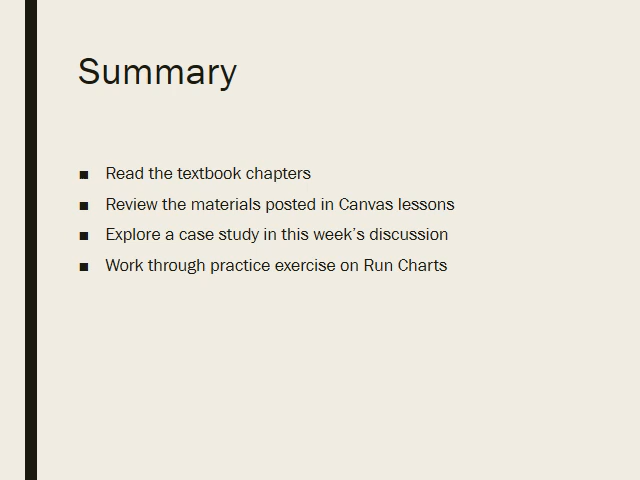 Summary
■ Read the textbook chapters
■ Review the materials posted in Canvas lessons
■ Explore a case study in this week’s discussion
■ Work through practice exercise on Run Charts